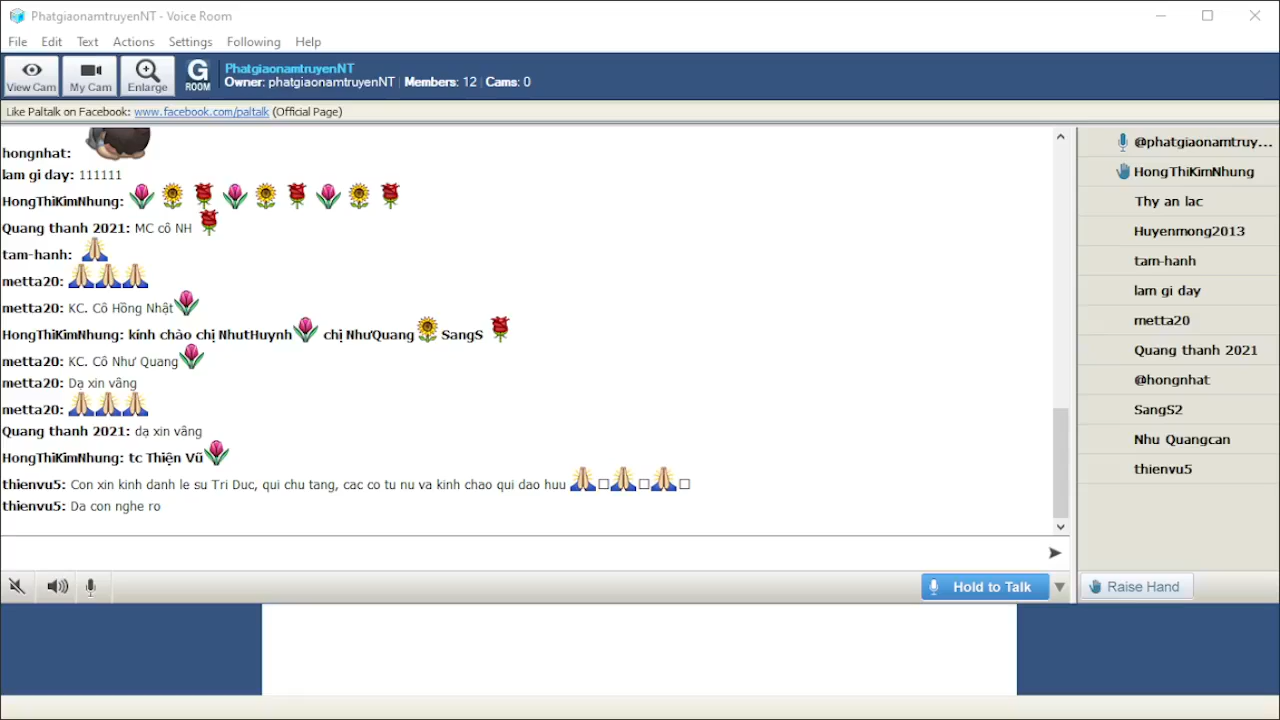 PhatgiaonamtruyenNT - Voice Room
File Edit Text Actions Settings Following Help
View Cam My Cam Enlarge G ROOM
PhatgiaonamtruyenNT
Owner: phatgiaonamtruyenNT | Members: 12 | Cams: 0
Like Paltalk on Facebook: www.facebook.com/paltalk (Official Page)
hongnhat:
lam gi day: 111111
HongThiKimNhung:
Quang thanh 2021: MC cô NH
tam-hanh:
metta20:
metta20: KC. Cô Hồng Nhật
HongThiKimNhung: kính chào chị NhutHuynh chị NhưQuang SangS
metta20: KC. Cô Như Quang
metta20: Dạ xin vâng
metta20:
Quang thanh 2021: dạ xin vâng
HongThiKimNhung: tc Thiện Vũ
thienvu5: Con xin kinh danh le su Tri Duc, qui chu tang, cac co tu nu va kinh chao qui dao huu
thienvu5: Da con nghe ro
@phatgiaonamtruy...
HongThiKimNhung
Thy an lac
Huyenmong2013
tam-hanh
lam gi day
metta20
Quang thanh 2021
@hongnhat
SangS2
Nhu Quangcan
thienvu5
Hold to Talk
Raise Hand